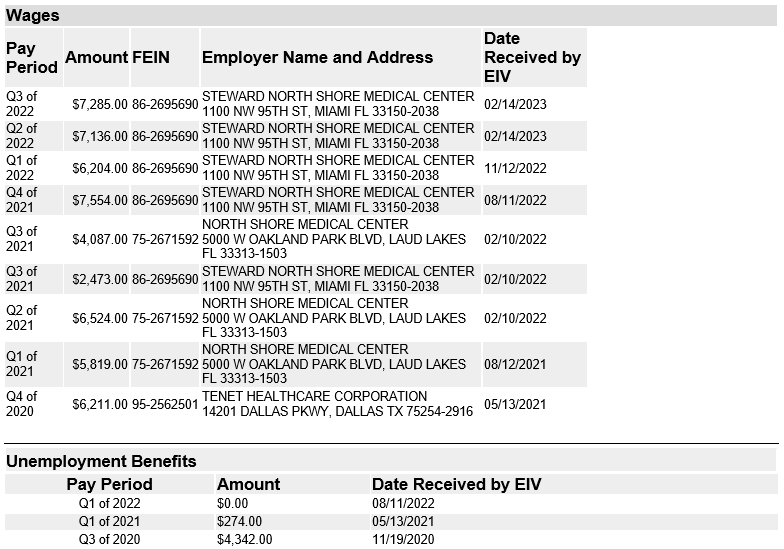 Wages
Pay Period Amount FEIN Employer Name and Address Date Received by EIV
Q3 of 2022 $7,285.00 86-2695690 STEWARD NORTH SHORE MEDICAL CENTER
1100 NW 95TH ST, MIAMI FL 33150-2038 02/14/2023
Q2 of 2022 $7,136.00 86-2695690 STEWARD NORTH SHORE MEDICAL CENTER
1100 NW 95TH ST, MIAMI FL 33150-2038 02/14/2023
Q1 of 2022 $6,204.00 86-2695690 STEWARD NORTH SHORE MEDICAL CENTER
1100 NW 95TH ST, MIAMI FL 33150-2038 11/12/2022
Q4 of 2021 $7,554.00 86-2695690 STEWARD NORTH SHORE MEDICAL CENTER
1100 NW 95TH ST, MIAMI FL 33150-2038 08/11/2022
Q3 of 2021 $4,087.00 75-2671592 NORTH SHORE MEDICAL CENTER
5000 W OAKLAND PARK BLVD, LAUD LAKES
FL 33313-1503 02/10/2022
Q3 of 2021 $2,473.00 86-2695690 STEWARD NORTH SHORE MEDICAL CENTER
1100 NW 95TH ST, MIAMI FL 33150-2038 02/10/2022
Q2 of 2021 $6,524.00 75-2671592 NORTH SHORE MEDICAL CENTER
5000 W OAKLAND PARK BLVD, LAUD LAKES
FL 33313-1503 02/10/2022
Q1 of 2021 $5,819.00 75-2671592 NORTH SHORE MEDICAL CENTER
5000 W OAKLAND PARK BLVD, LAUD LAKES
FL 33313-1503 08/12/2021
Q4 of 2020 $6,211.00 95-2562501 TENET HEALTHCARE CORPORATION
14201 DALLAS PKWY, DALLAS TX 75254-2916 05/13/2021
Unemployment Benefits
Pay Period Amount Date Received by EIV
Q1 of 2022 $0.00 08/11/2022
Q1 of 2021 $274.00 05/13/2021
Q3 of 2020 $4,342.00 11/19/2020